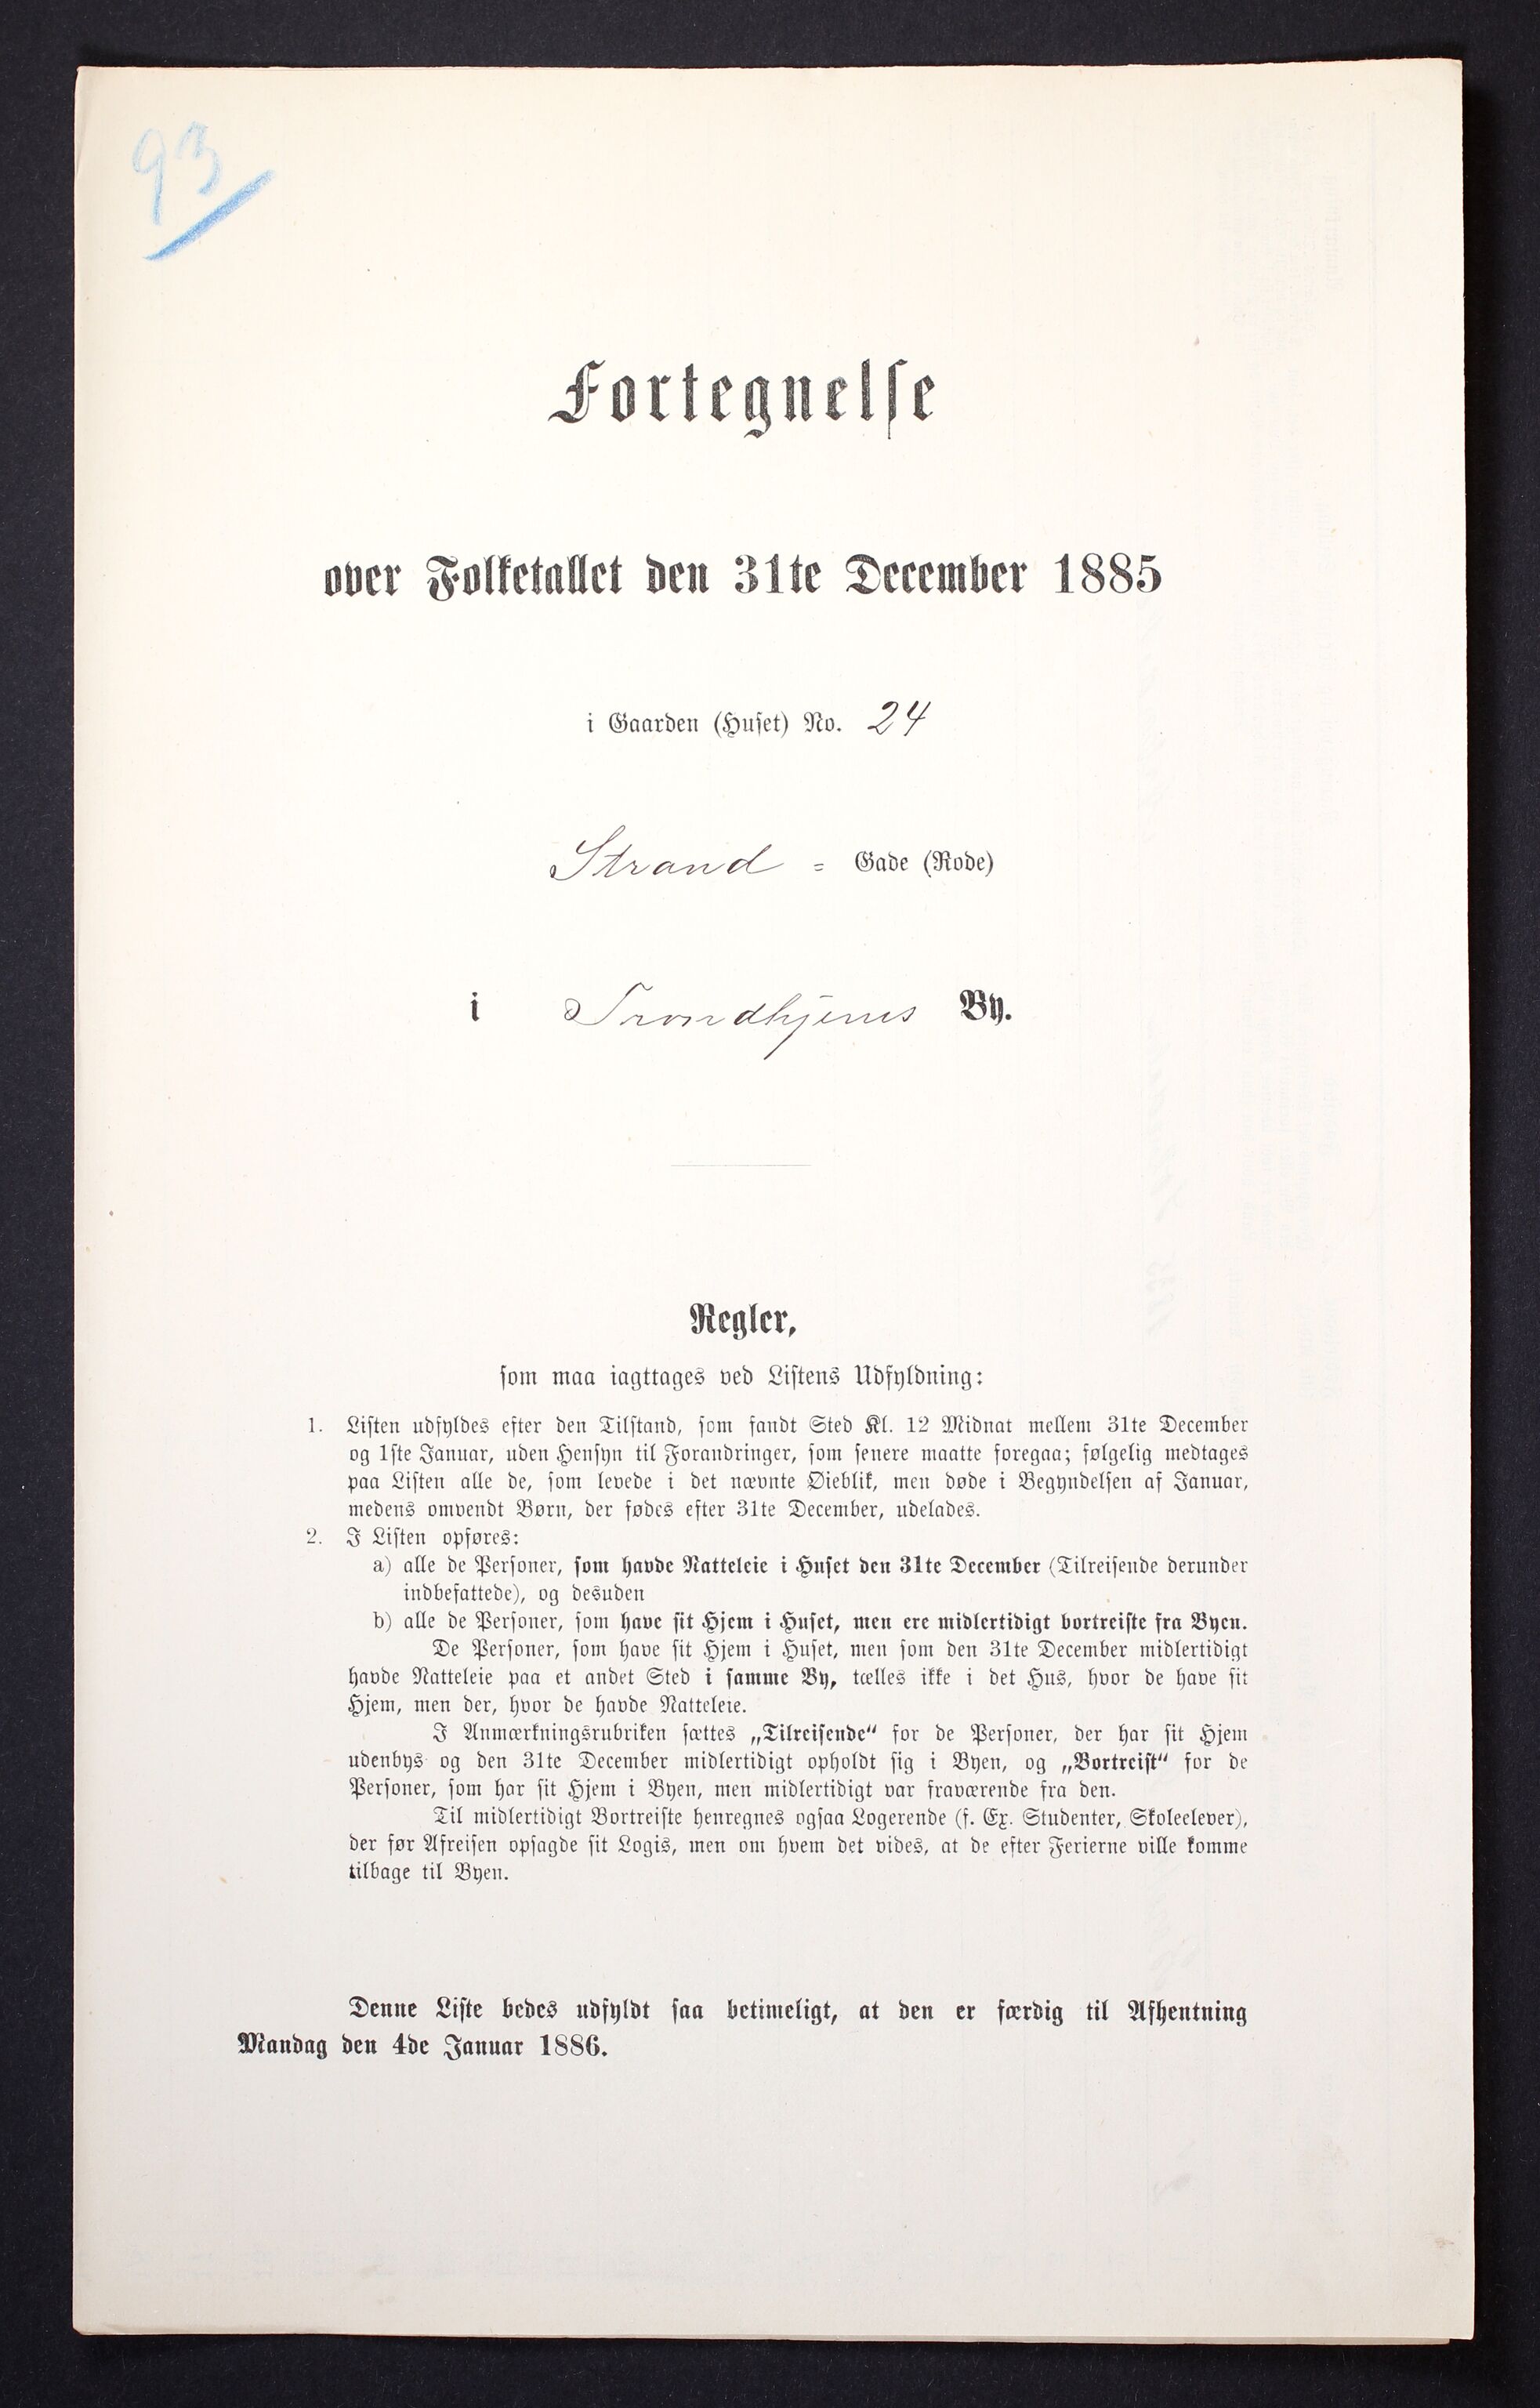 93
Fortegnelse
over Folketallet den 31te December 1885
i Gaarden (Huset) No. 24
Strand = Gade (Rode)
i Trondhjems By.
Regler,
som maa iagttages ved Listens Udfyldning:
1. Listen udfyldes efter den Tilstand, som fandt Sted Kl. 12 Midnat mellem 31te December
og 1ste Januar, uden Hensyn til Forandringer, som senere maatte foregaa; følgelig medtages
paa Listen alle de, som levede i det nævnte Øieblik, men døde i Begyndelsen af Januar,
medens omvendt Børn, der fødes efter 31te December, udelades.
2. I Listen opføres:
a) alle de Personer, som havde Natteleie i Huset den 31te December (Tilreisende derunder
indbefattede), og desuden
b) alle de Personer, som have sit Hjem i Huset, men ere midlertidigt bortreiste fra Byen.
De Personer, som have sit Hjem i Huset, men som den 31te December midlertidigt
havde Natteleie paa et andet Sted i samme By, tælles ikke i det Hus, hvor de have sit
Hjem, men der, hvor de havde Natteleie.
I Anmærkningsrubriken sættes „Tilreisende“ for de Personer, der har sit Hjem
udenbys og den 31te December midlertidigt opholdt sig i Byen, og „Bortreist“ for de
Personer, som har sit Hjem i Byen, men midlertidigt var fraværende fra den.
Til midlertidigt Bortreiste henregnes ogsaa Logerende (f. Ex. Studenter, Skoleelever),
der før Afreisen opsagde sit Logis, men om hvem det vides, at de efter Ferierne ville komme
tilbage til Byen.
Denne Liste bedes udfyldt saa betimeligt, at den er færdig til Afhentning
Mandag den 4de Januar 1886.